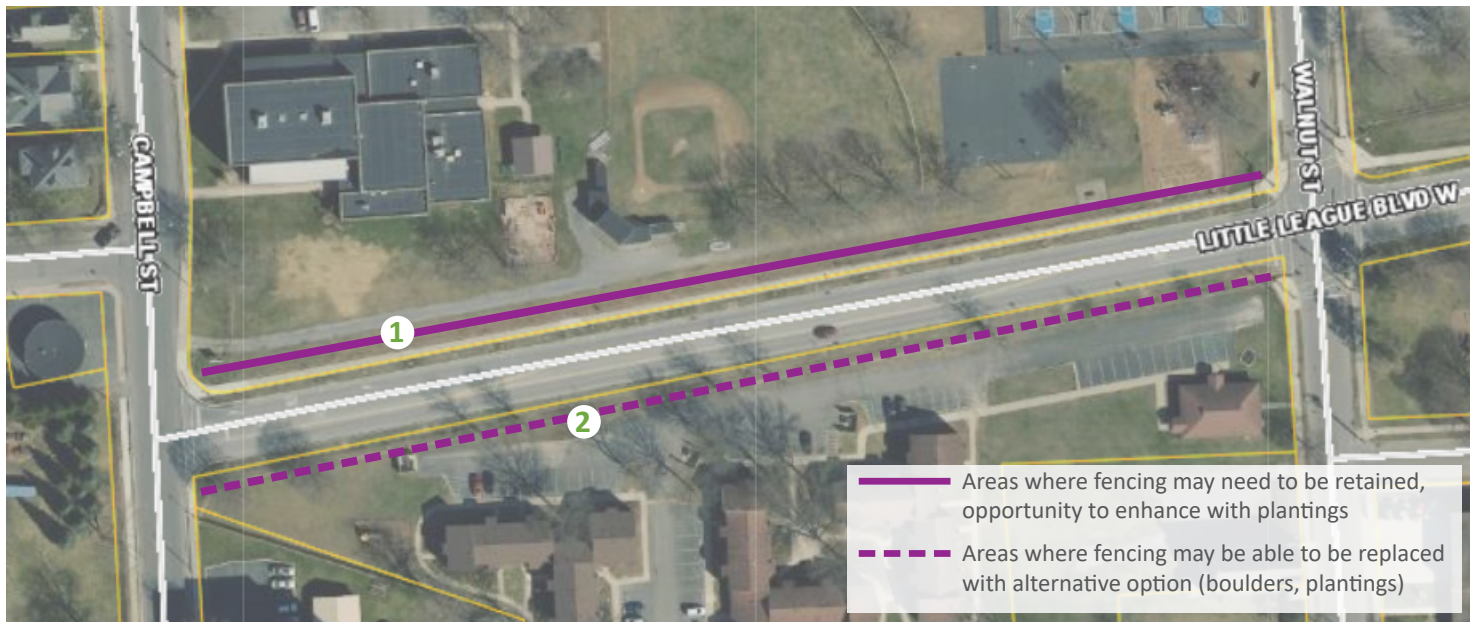 CAMPBELL ST
WALNUT ST
LITTLE LEAGUE BLVD W
1
2
Areas where fencing may need to be retained,
opportunity to enhance with plantings
Areas where fencing may be able to be replaced
with alternative option (boulders, plantings)